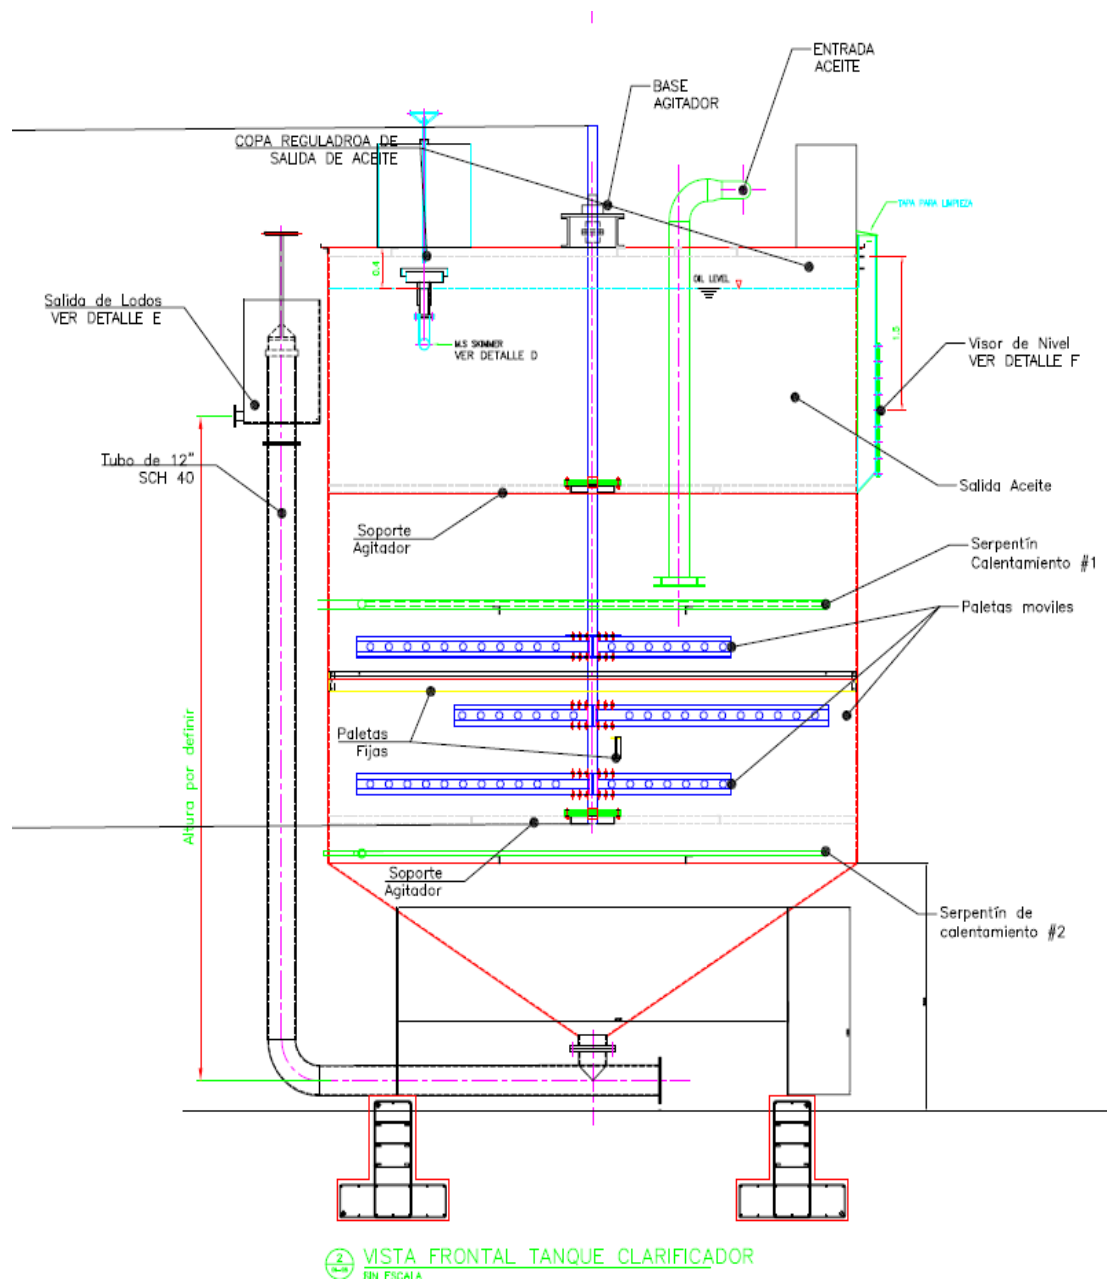 ENTRADA
ACEITE
BASE
AGITADOR
COPA REGULADROA DE
SALIDA DE ACEITE
TAPA PARA LIMPIEZA
0.4
OIL LEVEL
Salida de Lodos
VER DETALLE E
M.S SKIMMER
VER DETALLE D
1.5
Visor de Nivel
VER DETALLE F
Tubo de 12"
SCH 40
Salida Aceite
Soporte
Agitador
Serpentín
Calentamiento #1
Paletas moviles
Paletas
Fijas
Altura por definir
Soporte
Agitador
Serpentín de
calentamiento #2
2
VISTA FRONTAL TANQUE CLARIFICADOR
SIN ESCALA